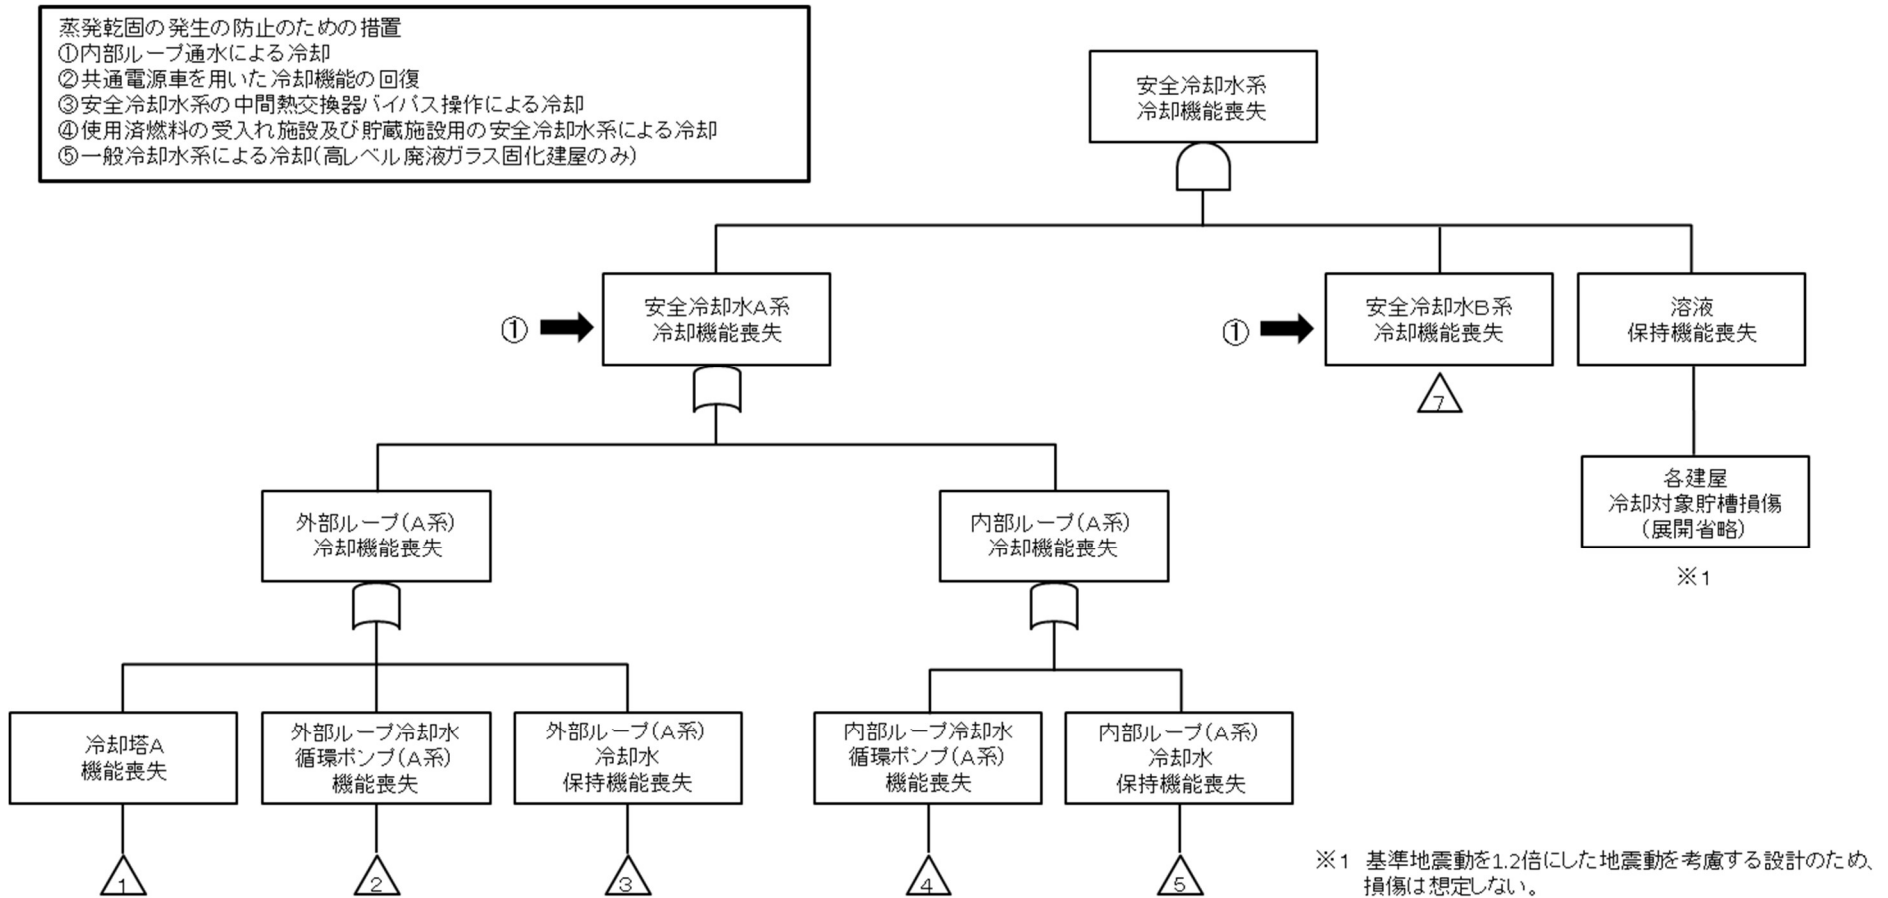 蒸発乾固の発生の防止のための措置
①内部ループ通水による冷却
②共通電源車を用いた冷却機能の回復
③安全冷却水系の中間熱交換器バイパス操作による冷却
④使用済燃料の受入れ施設及び貯蔵施設用の安全冷却水系による冷却
⑤一般冷却水系による冷却(高レベル廃液ガラス固化建屋のみ)
安全冷却水系
冷却機能喪失
①
安全冷却水A系
冷却機能喪失
①
安全冷却水B系
冷却機能喪失
7
溶液
保持機能喪失
各建屋
冷却対象貯槽損傷
(展開省略)
※1
外部ループ(A系)
冷却機能喪失
内部ループ(A系)
冷却機能喪失
冷却塔A
機能喪失
外部ループ冷却水
循環ポンプ(A系)
機能喪失
外部ループ(A系)
冷却水
保持機能喪失
内部ループ冷却水
循環ポンプ(A系)
機能喪失
内部ループ(A系)
冷却水
保持機能喪失
1
2
3
4
5
※1 基準地震動を1.2倍にした地震動を考慮する設計のため、
損傷は想定しない。